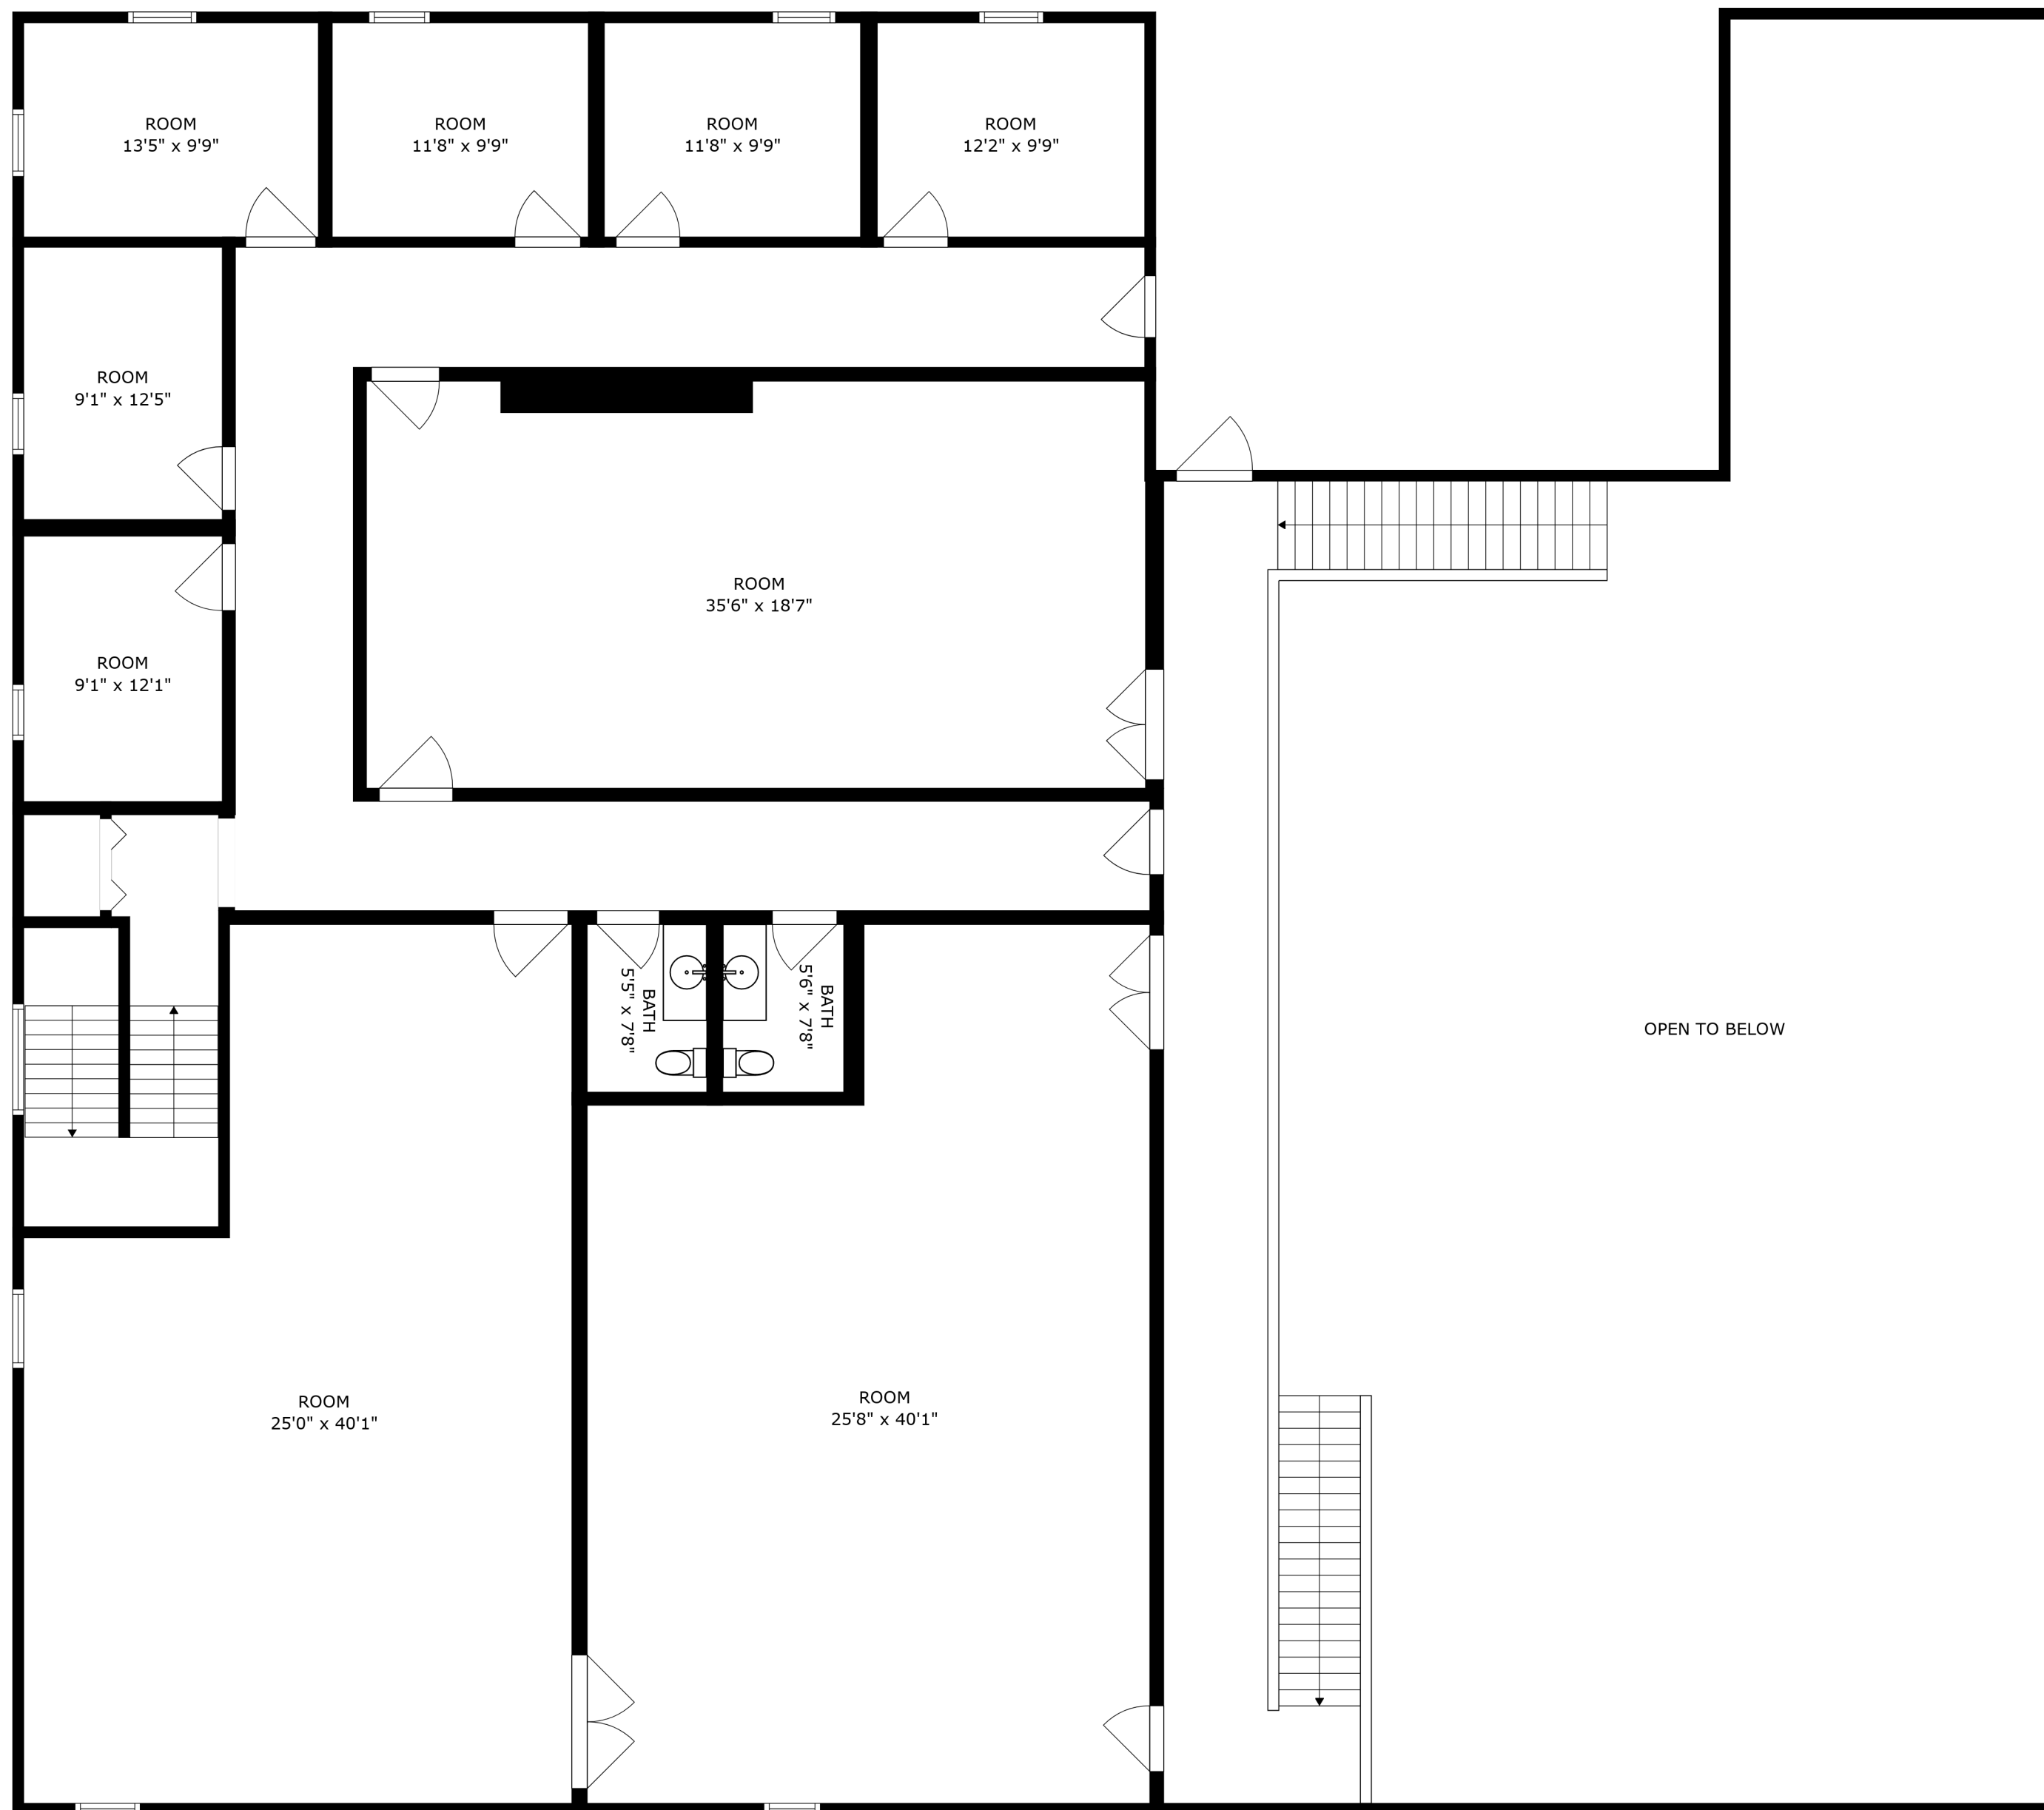 ROOM
13'5" x 9'9"
ROOM
11'8" x 9'9"
ROOM
11'8" x 9'9"
ROOM
12'2" x 9'9"
ROOM
9'1" x 12'5"
ROOM
35'6" x 18'7"
ROOM
9'1" x 12'1"
BATH
5'5" x 7'8"
BATH
5'6" x 7'8"
OPEN TO BELOW
ROOM
25'0" x 40'1"
ROOM
25'8" x 40'1"